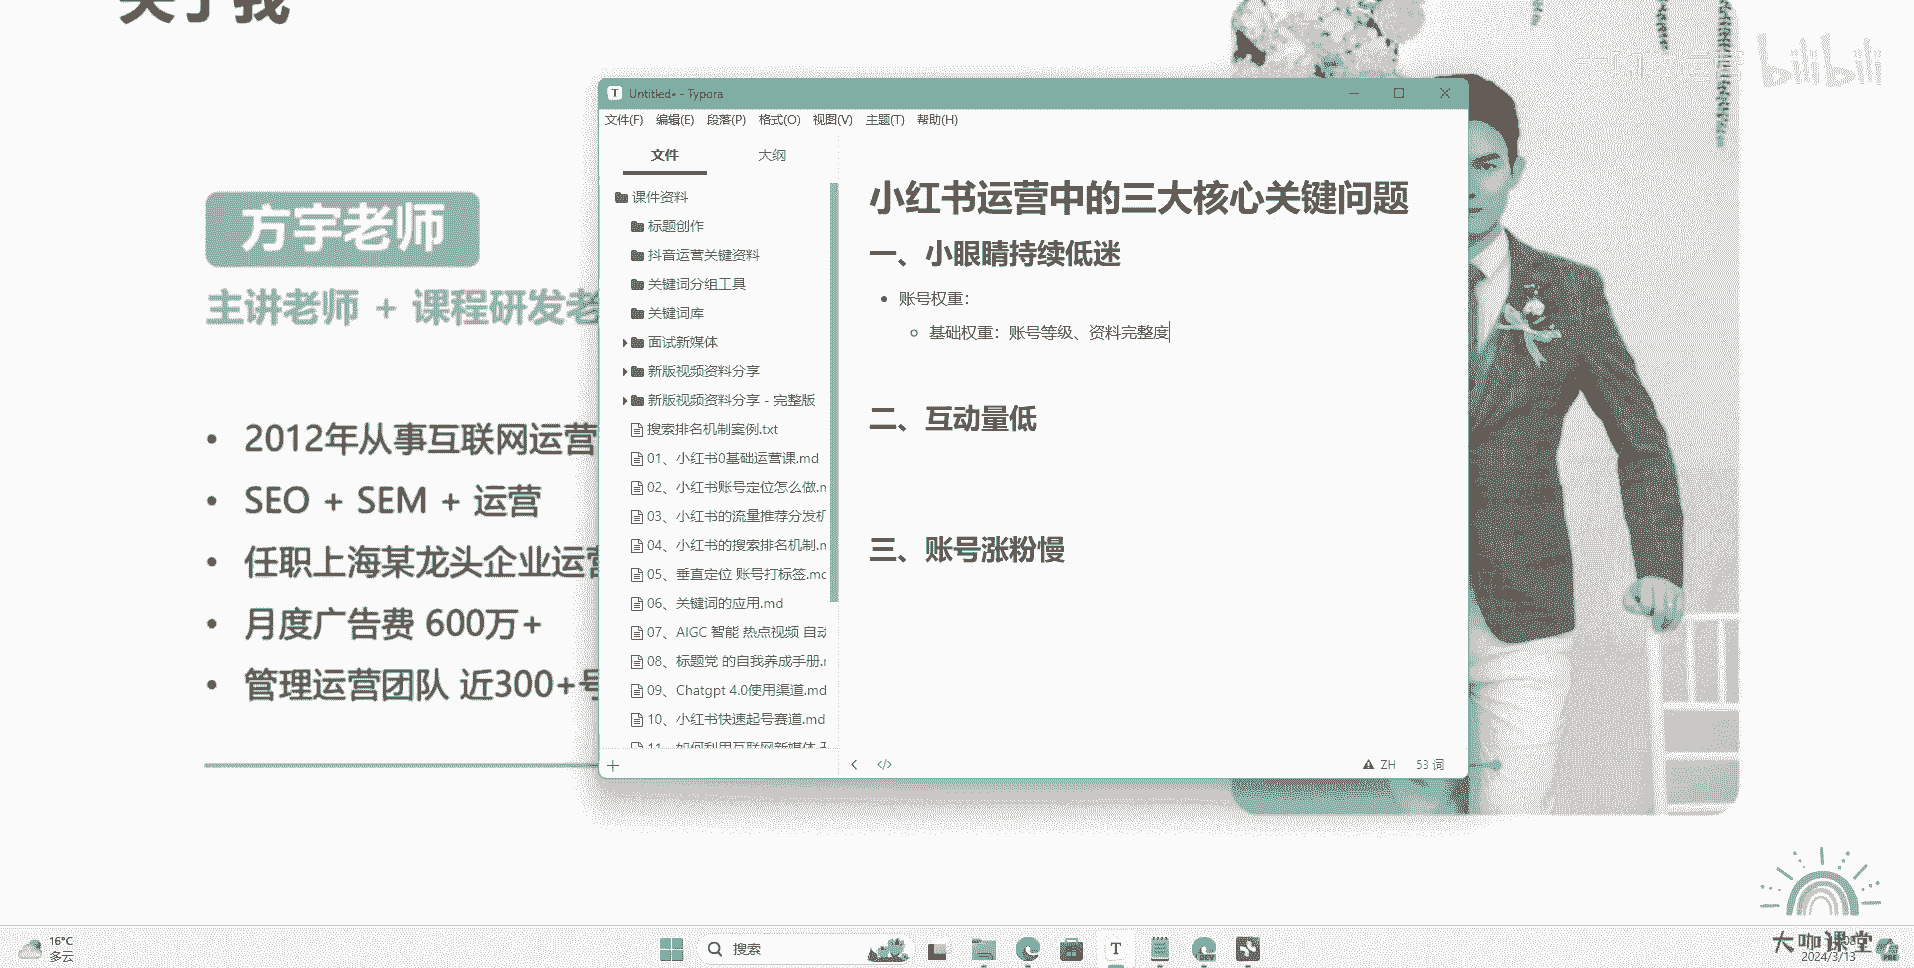 关于我
bilibili
方宇老师
主讲老师 + 课程研发老
• 2012年从事互联网运营
• SEO + SEM + 运营
• 任职上海某龙头企业运营
• 月度广告费 600万+
• 管理运营团队 近300+号
Untitled• - Typora
文件(F) 编辑(E) 段落(P) 格式(O) 视图(V) 主题(T) 帮助(H)
文件 大纲
课件资料
标题创作
抖音运营关键资料
关键词分组工具
关键词库
面试新媒体
新版视频资料分享
新版视频资料分享 - 完整版
搜索排名机制案例.txt
01、小红书0基础运营课.md
02、小红书账号定位怎么做.m
03、小红书的流量推荐分发机
04、小红书的搜索排名机制.m
05、垂直定位 账号打标签.md
06、关键词的应用.md
07、AIGC 智能 热点视频 自动
08、标题党 的自我养成手册.m
09、Chatgpt 4.0使用渠道.md
10、小红书快速起号赛道.md
11、如何利用互联网新媒体
小红书运营中的三大核心关键问题
一、小眼睛持续低迷
• 账号权重：
○ 基础权重：账号等级、资料完整度
二、互动量低
三、账号涨粉慢
ZH 53 词
大咖课堂
16°C
多云
搜索
2024/3/13